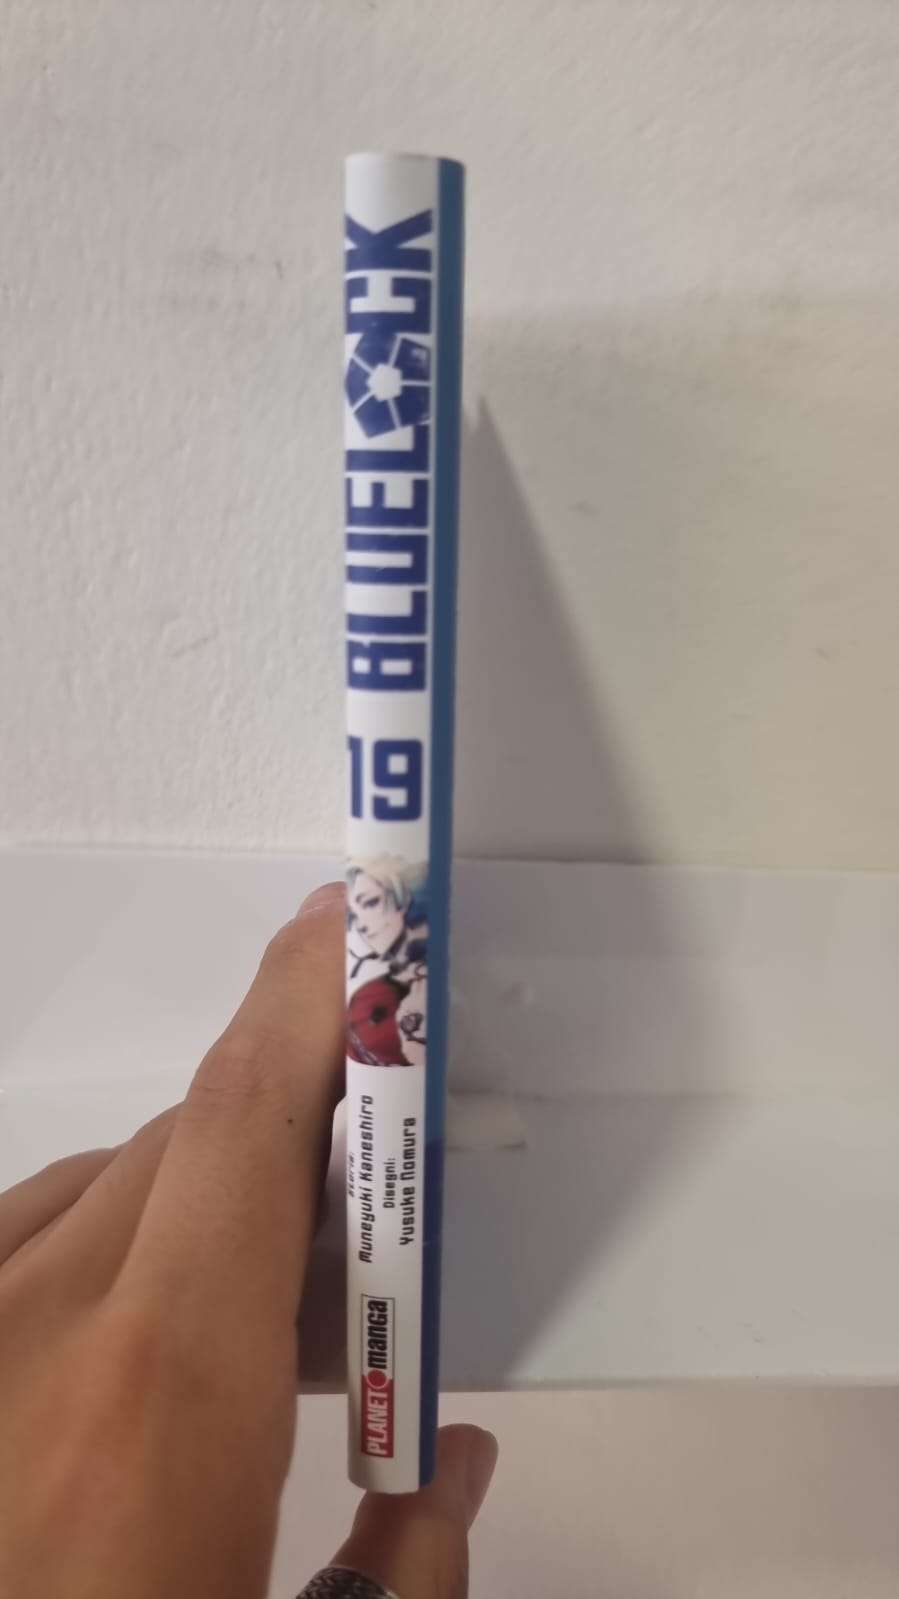 BLUELOCK
19
Storia:
Muneyuki Kaneshiro
Disegni:
Yusuke Nomura
PLANET manga